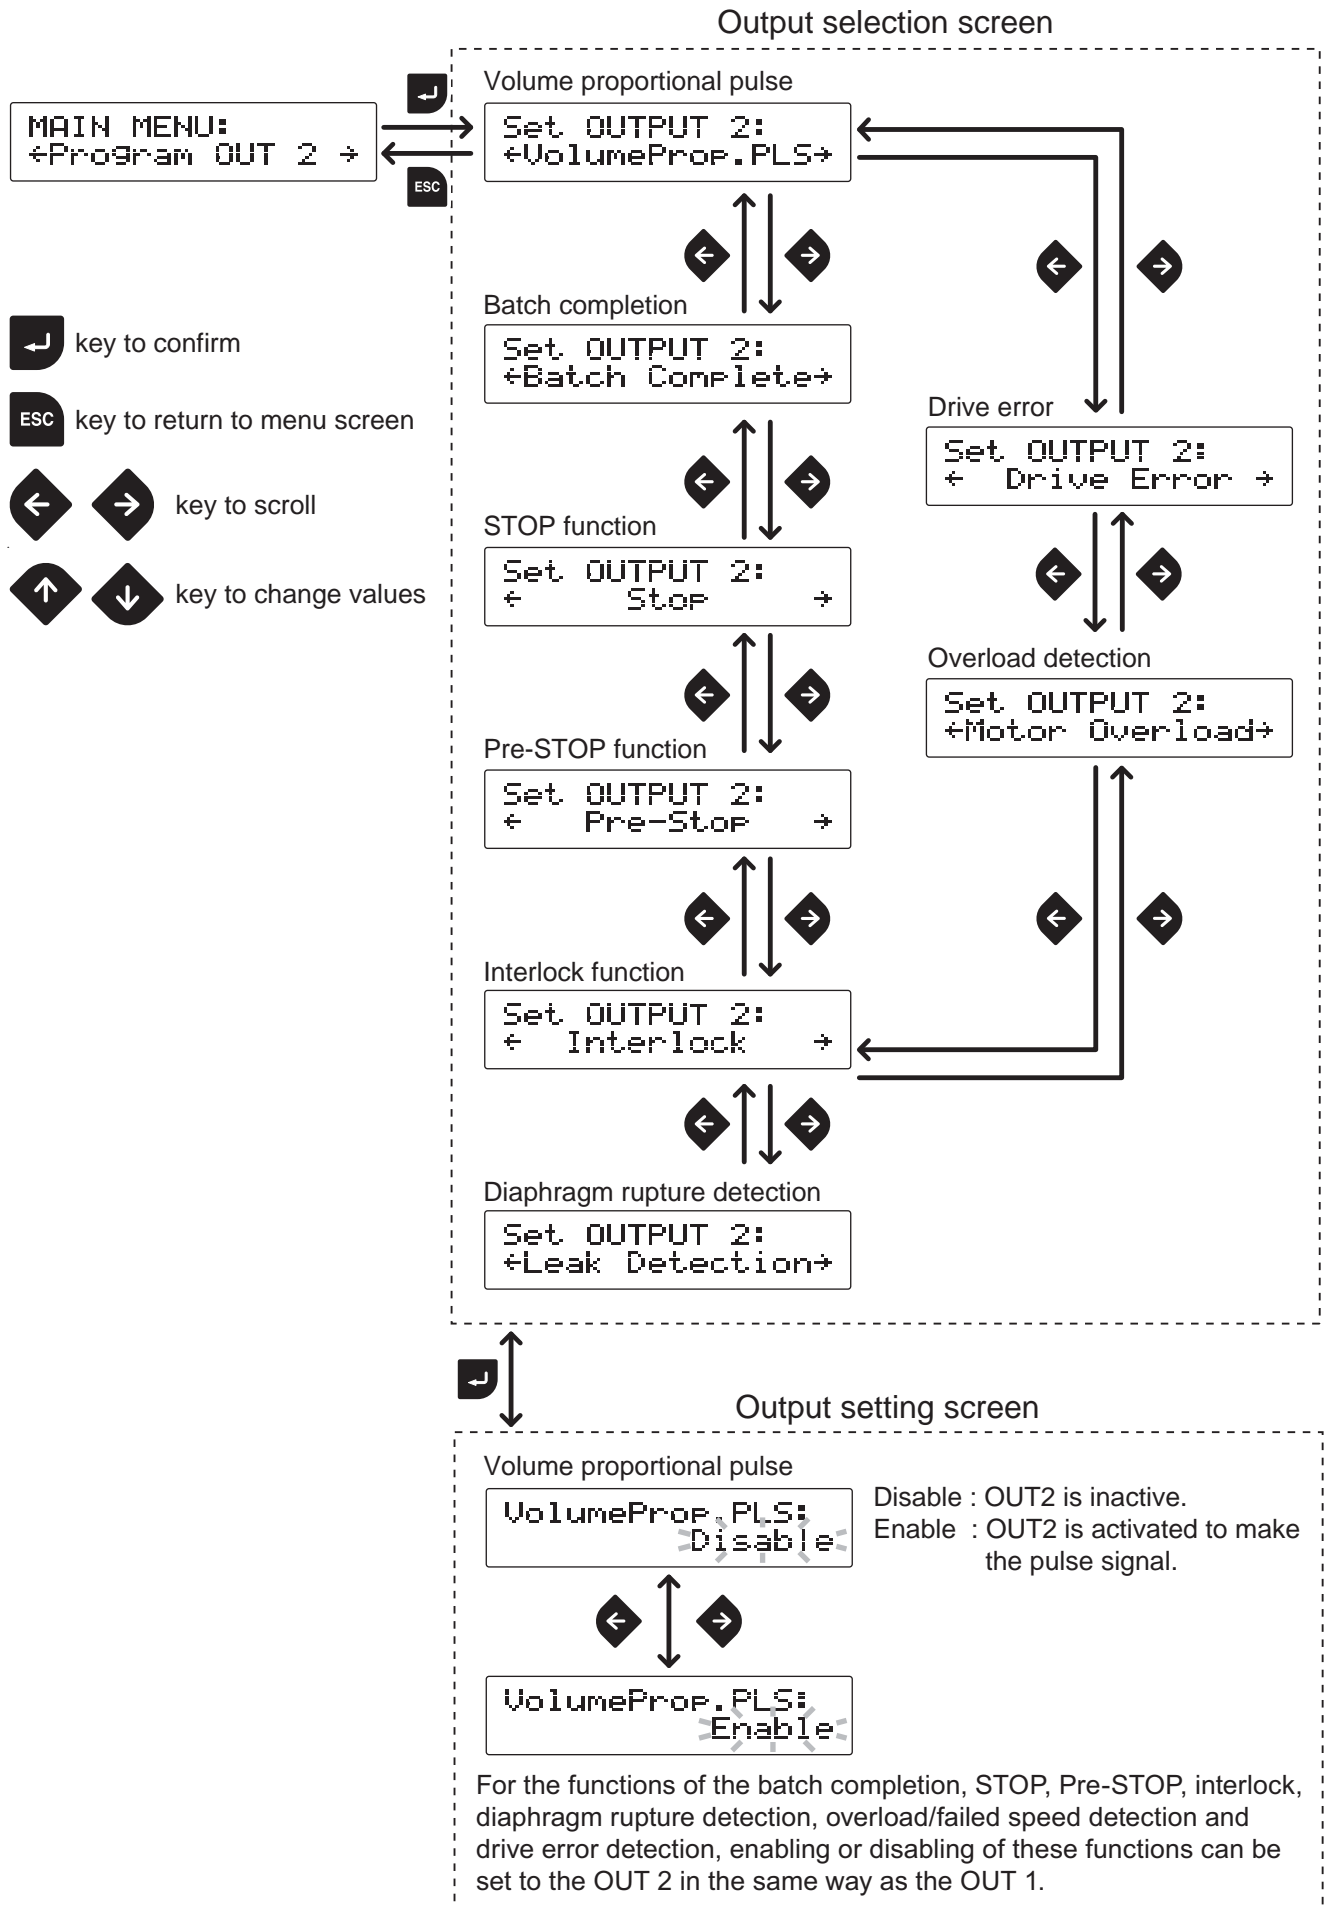 Output selection screen
Volume proportional pulse
MAIN MENU:
←Program OUT 2 →
ESC
Set OUTPUT 2:
←VolumeProp.PLS→
Batch completion
Set OUTPUT 2:
←Batch Complete→
key to confirm
ESC key to return to menu screen
key to scroll
key to change values
STOP function
Set OUTPUT 2:
← Stop →
Pre-STOP function
Set OUTPUT 2:
← Pre-Stop →
Interlock function
Set OUTPUT 2:
← Interlock →
Diaphragm rupture detection
Set OUTPUT 2:
←Leak Detection→
Drive error
Set OUTPUT 2:
← Drive Error →
Overload detection
Set OUTPUT 2:
←Motor Overload→
Output setting screen
Volume proportional pulse
VolumeProp.PLS:
Disable
Disable : OUT2 is inactive.
Enable : OUT2 is activated to make
the pulse signal.
VolumeProp.PLS:
Enable
For the functions of the batch completion, STOP, Pre-STOP, interlock,
diaphragm rupture detection, overload/failed speed detection and
drive error detection, enabling or disabling of these functions can be
set to the OUT 2 in the same way as the OUT 1.